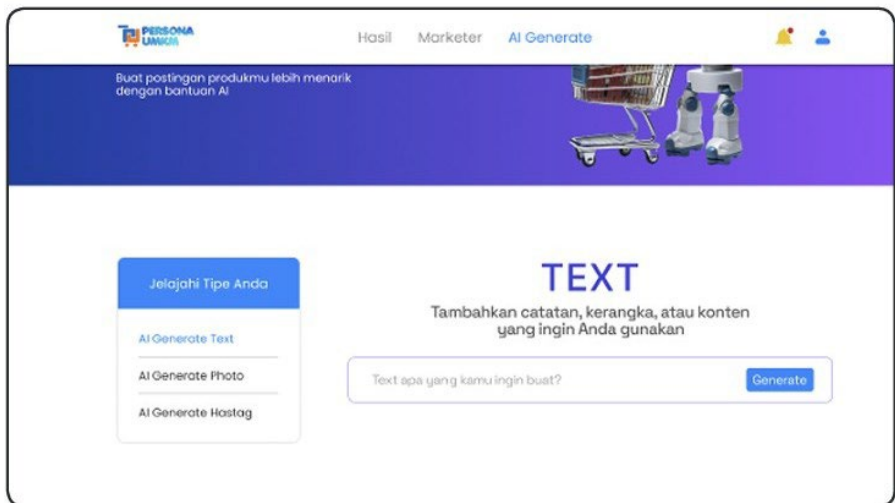 PERSONA
UMKM
Hasil Marketer AI Generate
Buat postingan produkmu lebih menarik
dengan bantuan AI
Jelajahi Tipe Anda
AI Generate Text
AI Generate Photo
AI Generate Hastag
TEXT
Tambahkan catatan, kerangka, atau konten
yang ingin Anda gunakan
Text apa yang kamu ingin buat? Generate